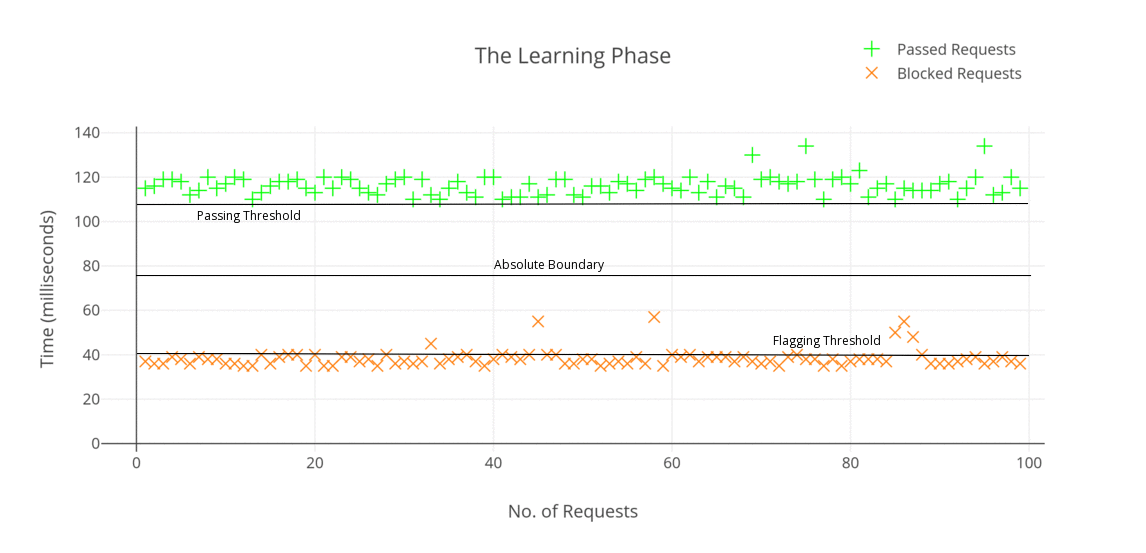 The Learning Phase
Passed Requests
Blocked Requests
Time (milliseconds)
140
120
100
80
60
40
20
0
Passing Threshold
Absolute Boundary
Flagging Threshold
0 20 40 60 80 100
No. of Requests